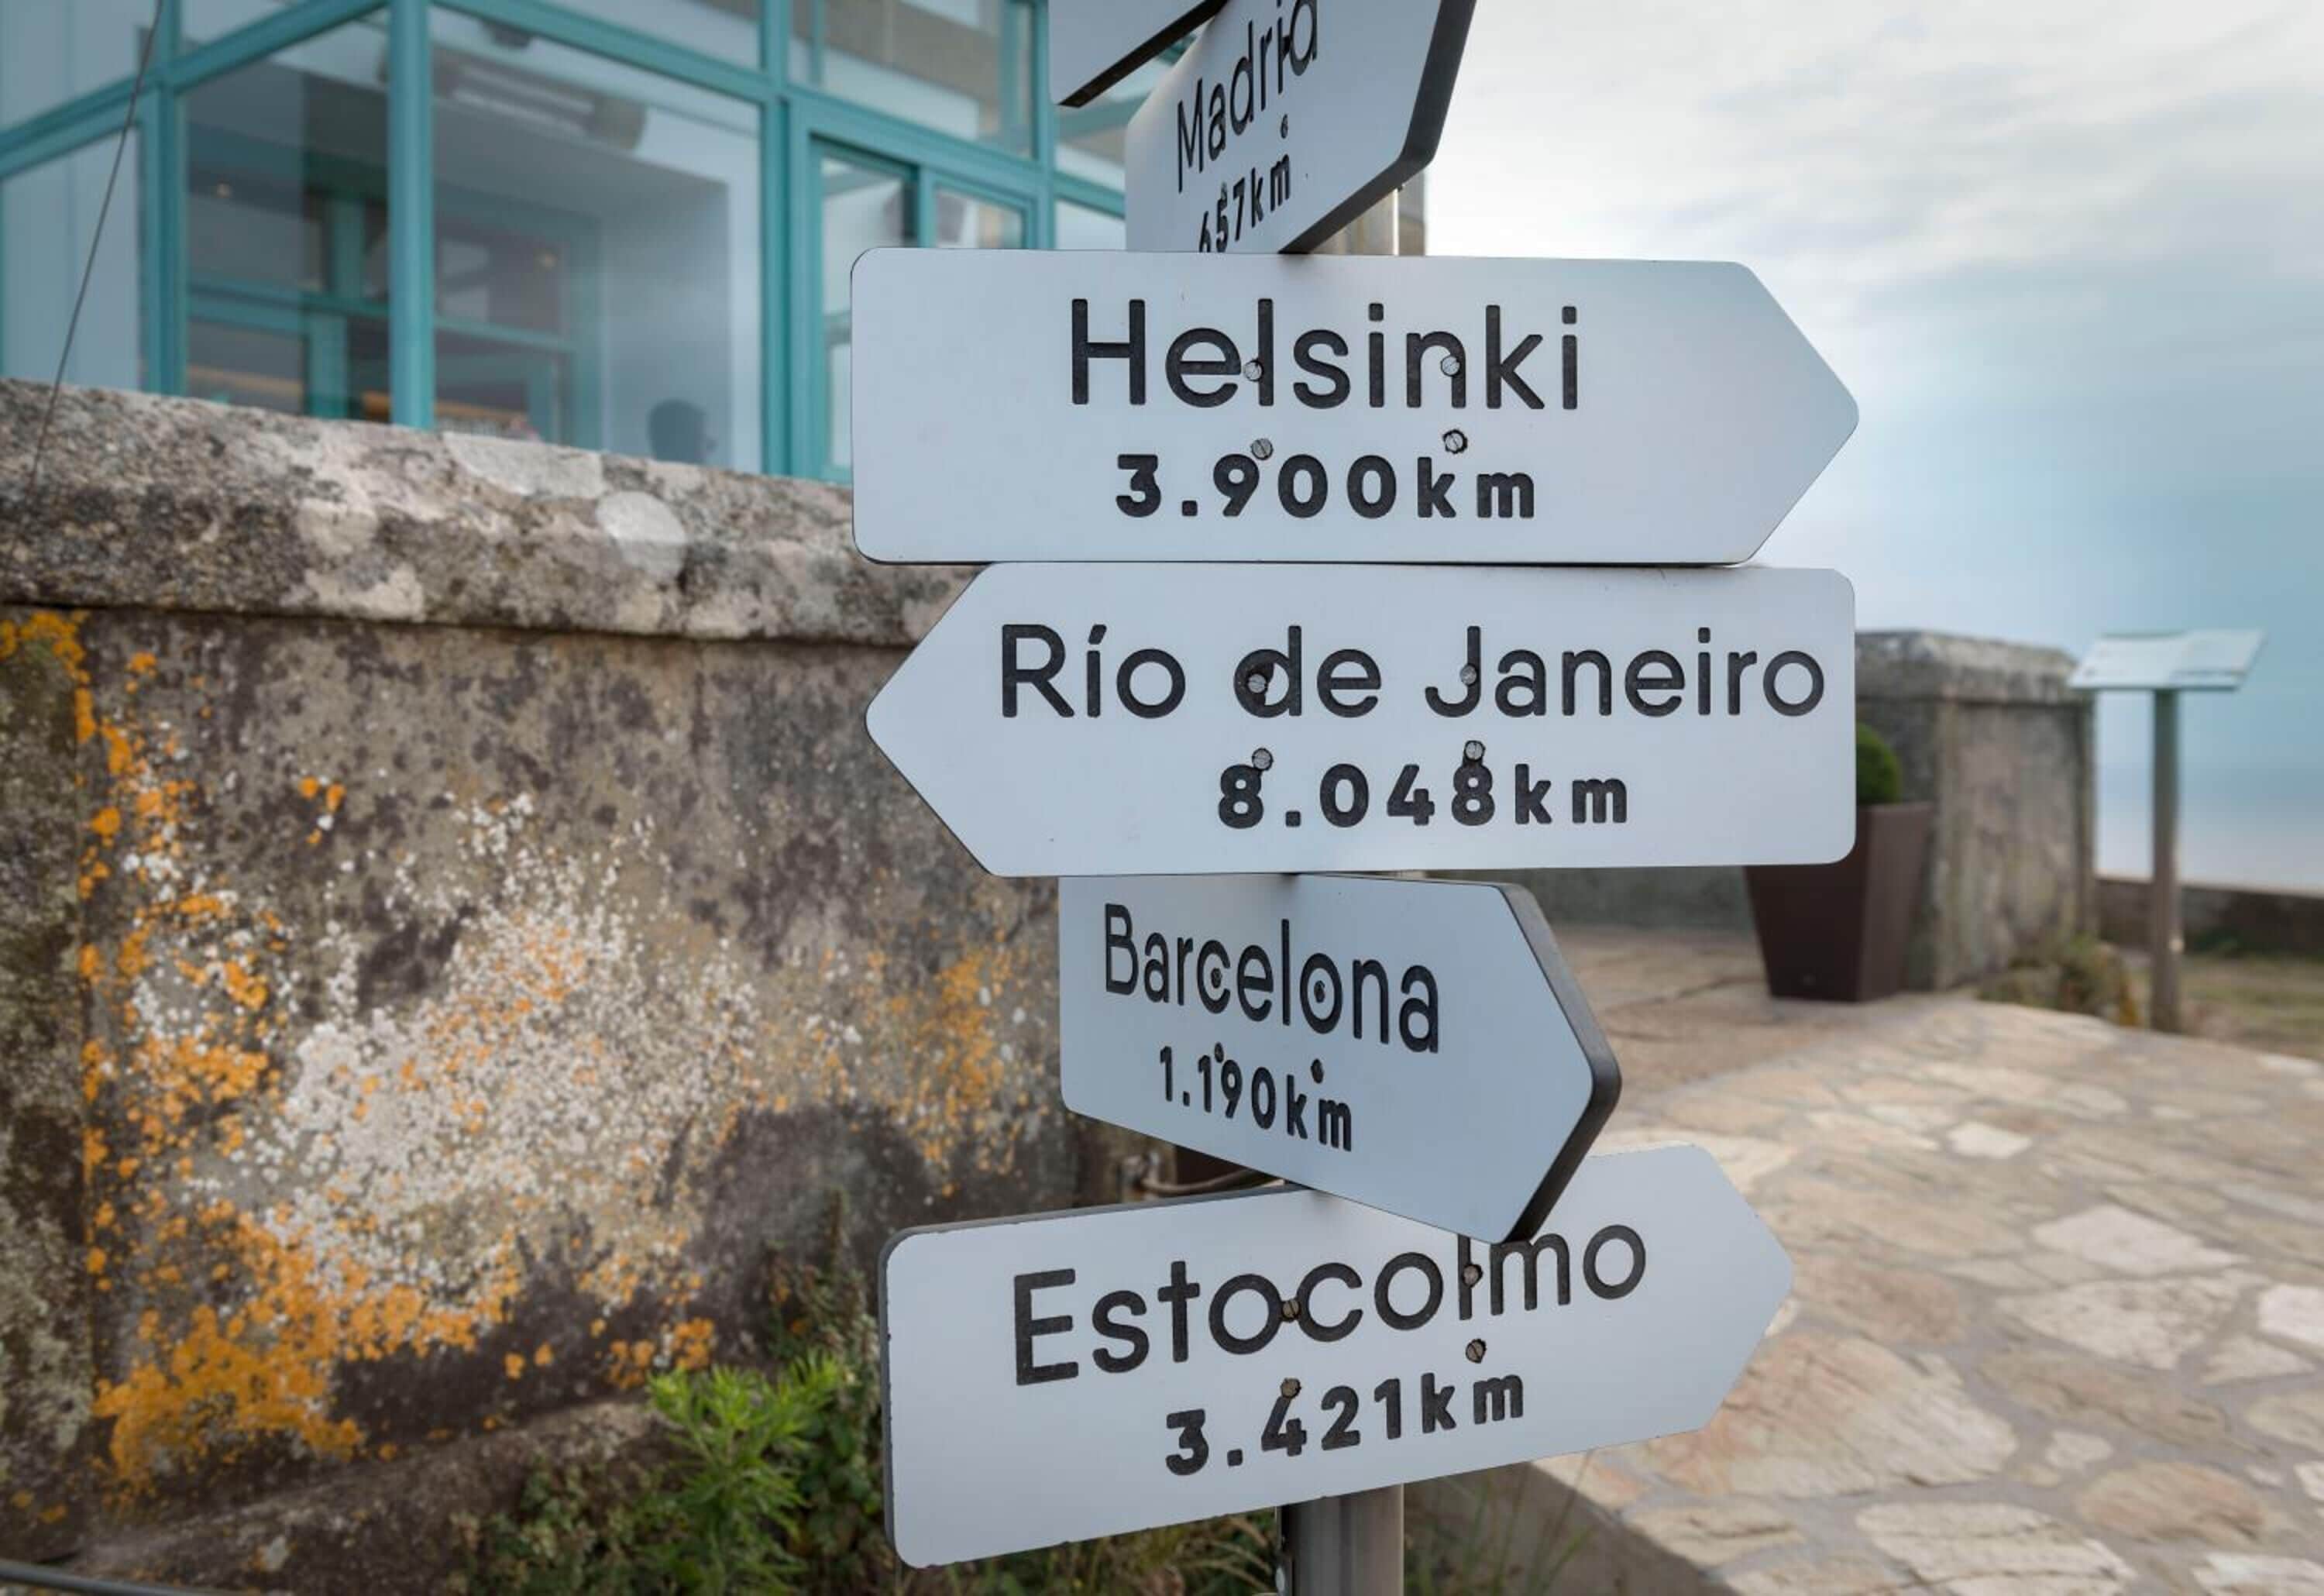 Madrid
657km
Helsinki
3.900km
Río de Janeiro
8.048km
Barcelona
1.190km
Estocolmo
3.421km